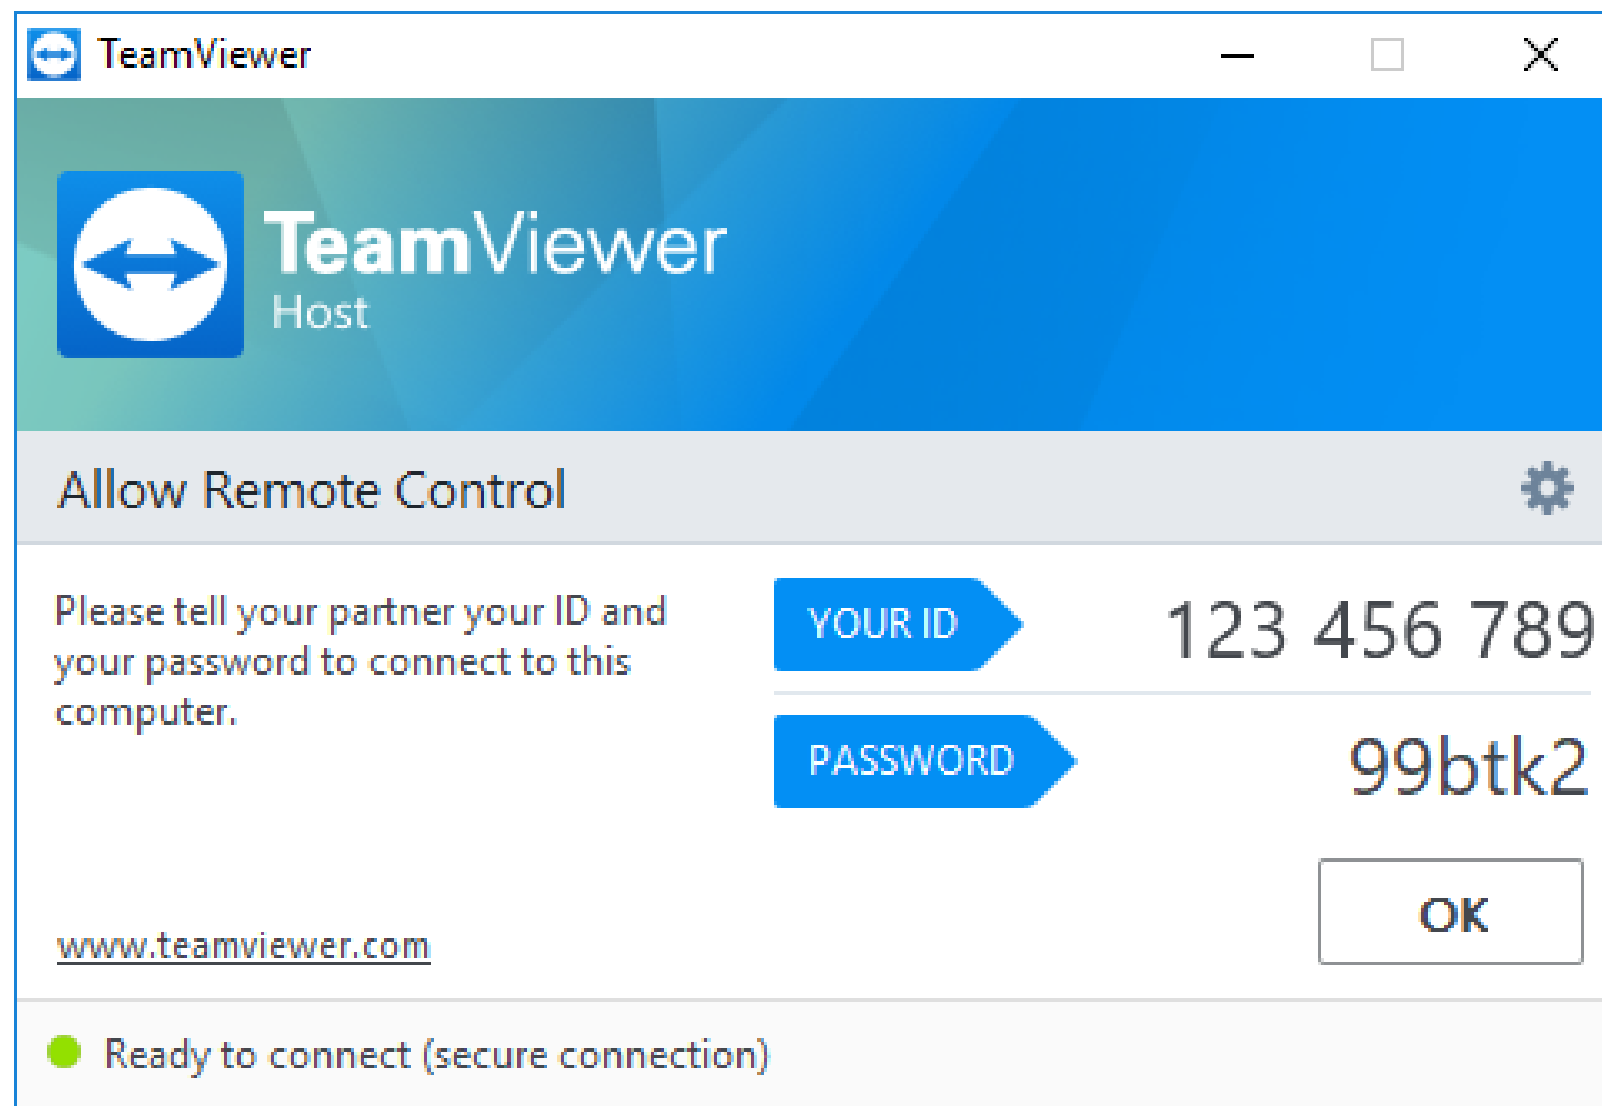 TeamViewer
TeamViewer
Host
Allow Remote Control
Please tell your partner your ID and
your password to connect to this
computer.
YOUR ID
123 456 789
PASSWORD
99btk2
OK
www.teamviewer.com
Ready to connect (secure connection)